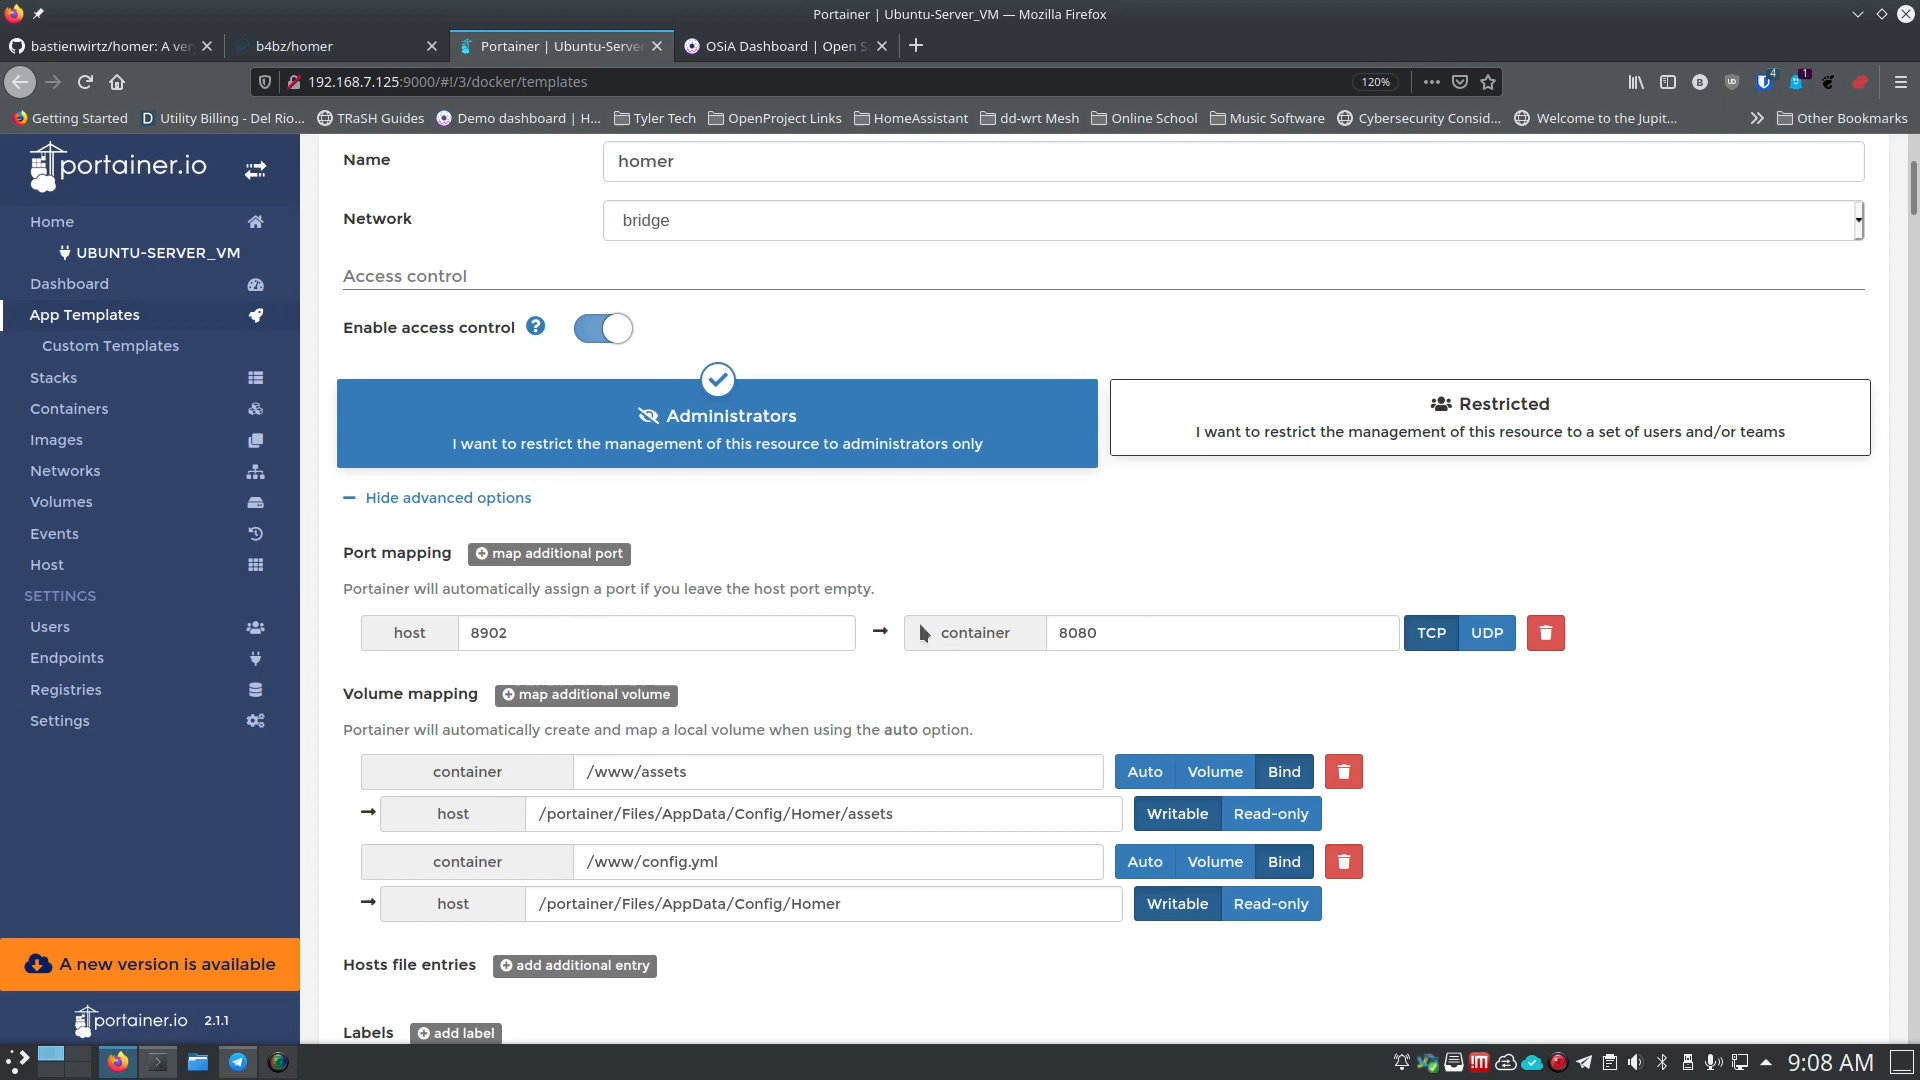 Portainer | Ubuntu-Server_VM — Mozilla Firefox
bastienwirtz/homer: A ver
b4bz/homer
Portainer | Ubuntu-Server
OSiA Dashboard | Open S
192.168.7.125:9000/#!/3/docker/templates
120%
4
1
Getting Started
Utility Billing - Del Rio...
TRaSH Guides
Demo dashboard | H...
Tyler Tech
OpenProject Links
HomeAssistant
dd-wrt Mesh
Online School
Music Software
Cybersecurity Consid...
Welcome to the Jupit...
Other Bookmarks
portainer.io
Home
UBUNTU-SERVER_VM
Dashboard
App Templates
Custom Templates
Stacks
Containers
Images
Networks
Volumes
Events
Host
SETTINGS
Users
Endpoints
Registries
Settings
A new version is available
portainer.io 2.1.1
Name
homer
Network
bridge
Access control
Enable access control
Administrators
I want to restrict the management of this resource to administrators only
Restricted
I want to restrict the management of this resource to a set of users and/or teams
Hide advanced options
Port mapping
map additional port
Portainer will automatically assign a port if you leave the host port empty.
host
8902
container
8080
TCP
UDP
Volume mapping
map additional volume
Portainer will automatically create and map a local volume when using the auto option.
container
/www/assets
Auto
Volume
Bind
host
/portainer/Files/AppData/Config/Homer/assets
Writable
Read-only
container
/www/config.yml
Auto
Volume
Bind
host
/portainer/Files/AppData/Config/Homer
Writable
Read-only
Hosts file entries
add additional entry
Labels
add label
9:08 AM